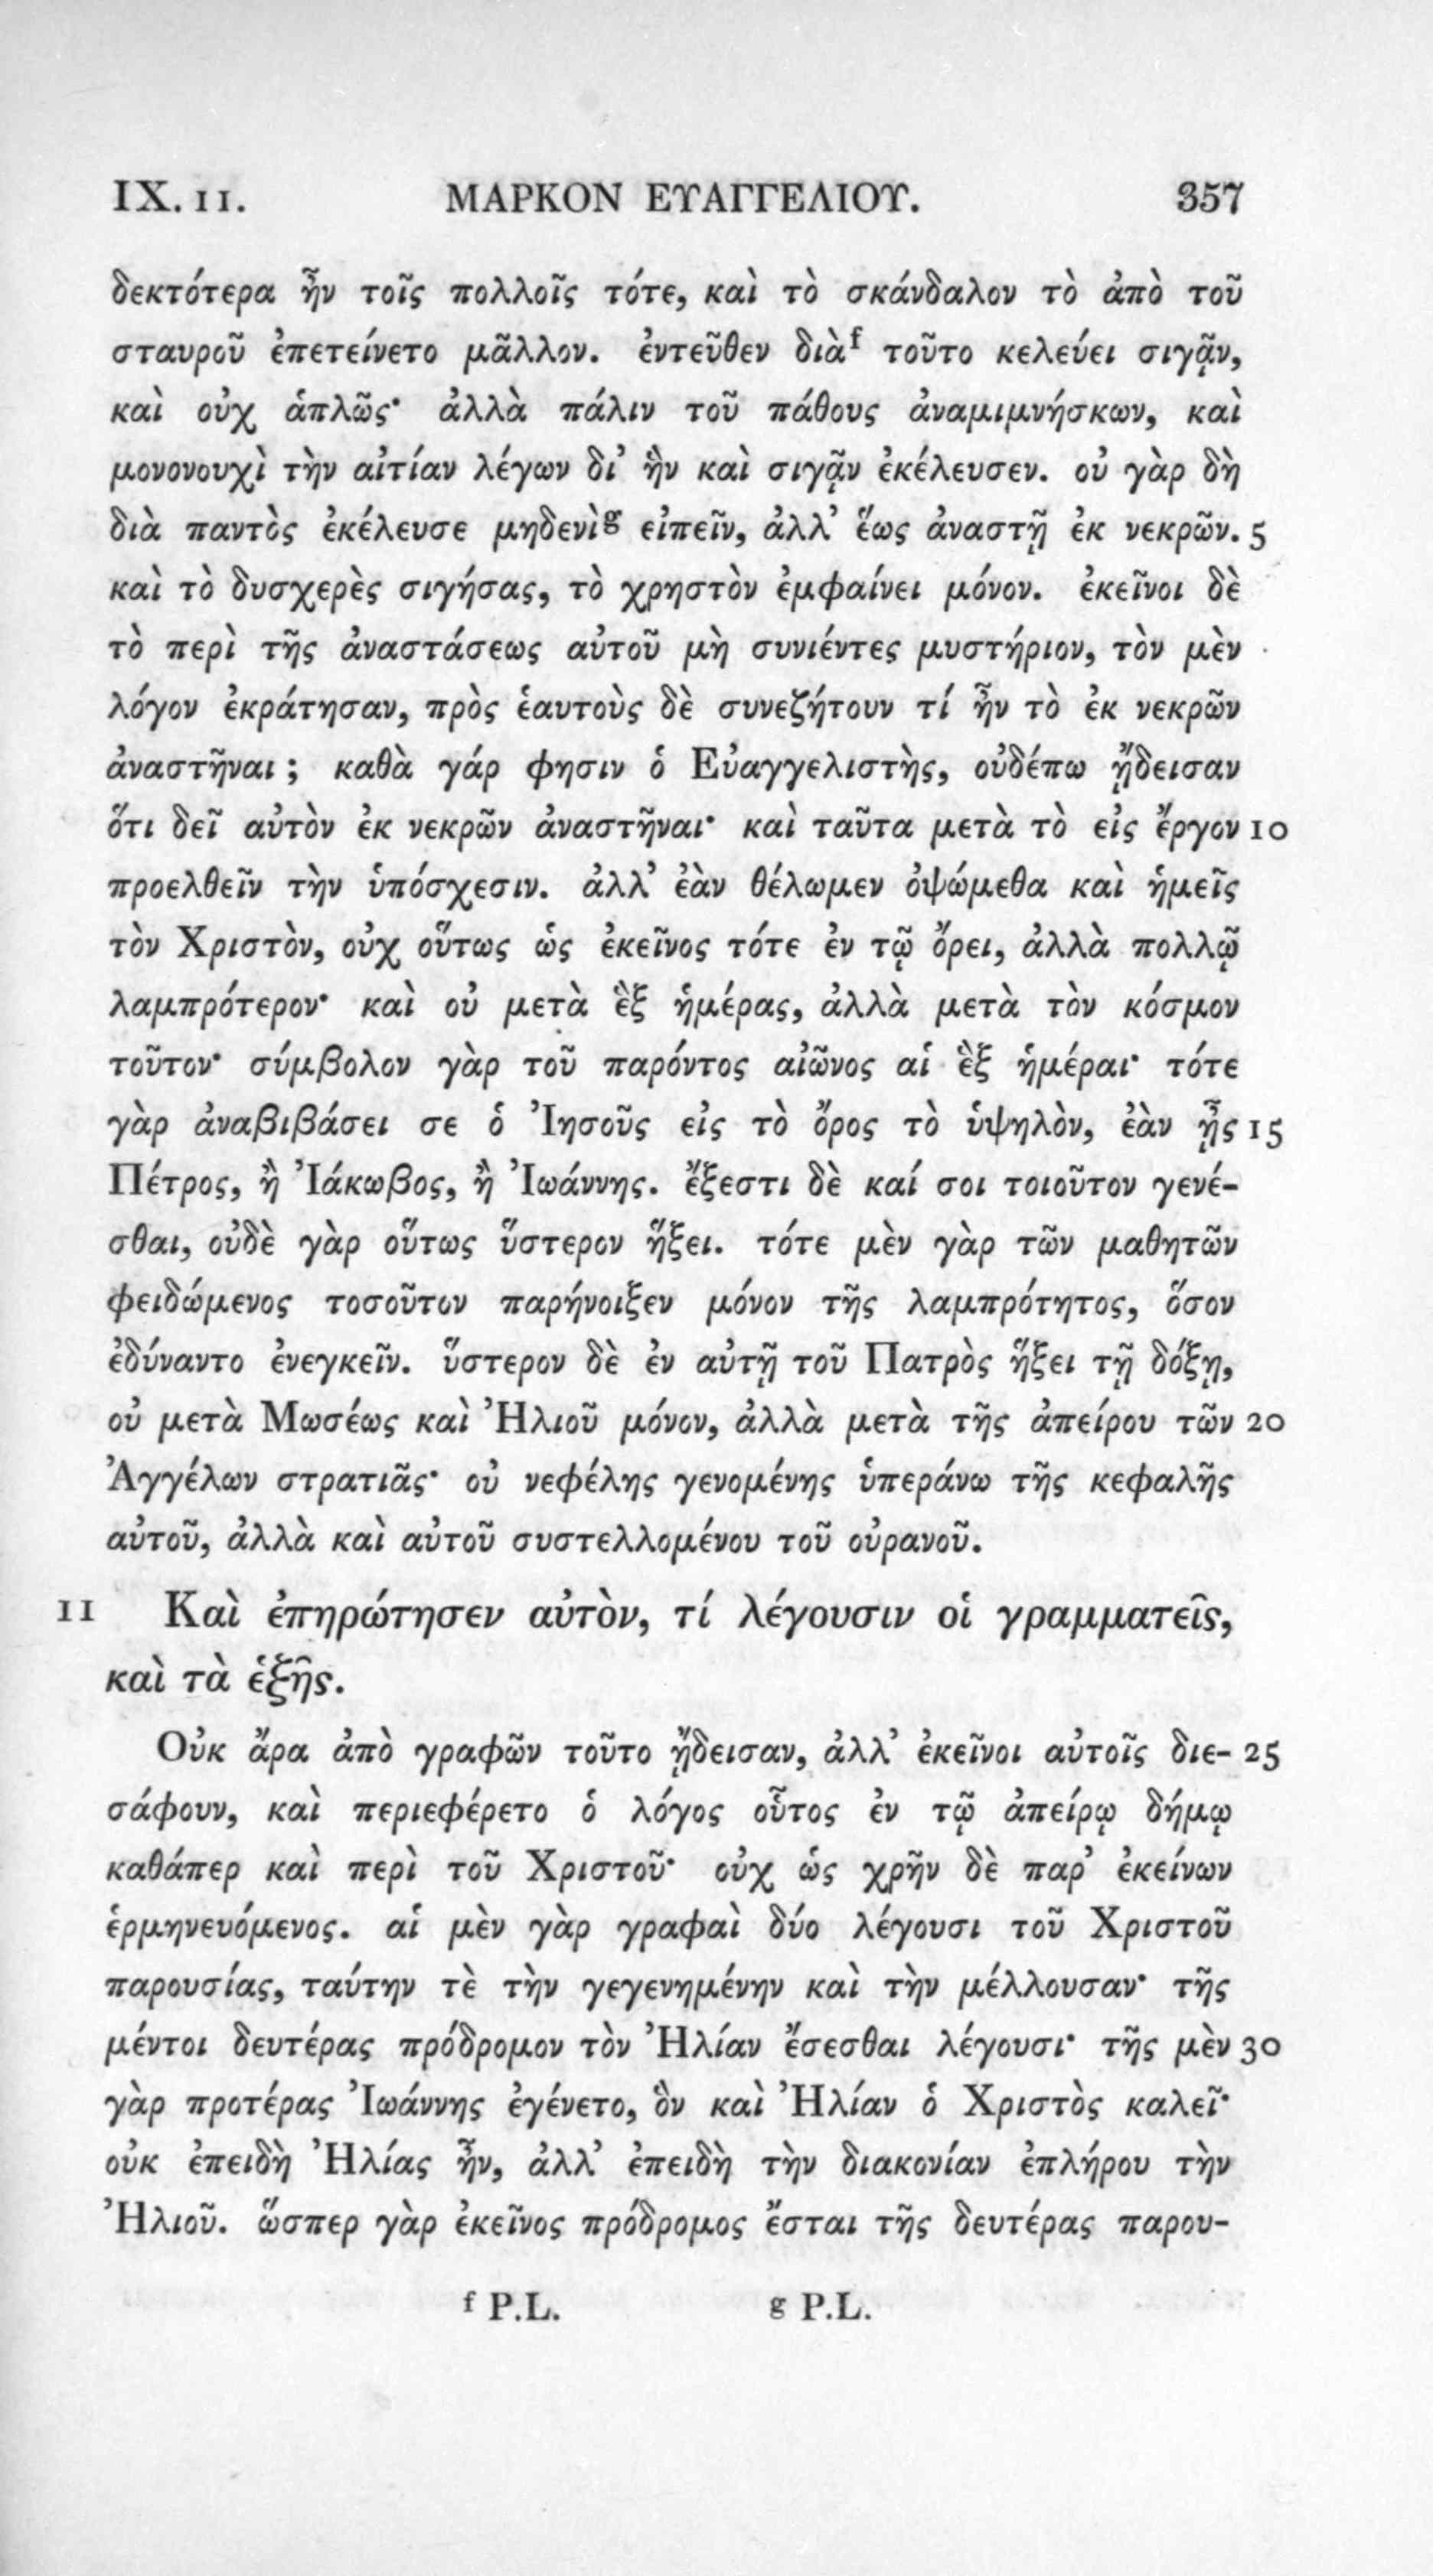 IX. 11. ΜΑΡΚΟΝ ΕΥΑΓΓΕΛΙΟΥ. 357
δεκτότερα ἦν τοῖς πολλοῖς τότε, καὶ τὸ σκάνδαλον τὸ ἀπὸ τοῦ
σταυροῦ ἐπετείνετο μᾶλλον. ἐντεῦθεν διὰᶠ τοῦτο κελεύει σιγᾷν,
καὶ οὐχ ἁπλῶς· ἀλλὰ πάλιν τοῦ πάθους ἀναμιμνήσκων, καὶ
μονονουχὶ τὴν αἰτίαν λέγων δι’ ἣν καὶ σιγᾷν ἐκέλευσεν. οὐ γὰρ δὴ
διὰ παντὸς ἐκέλευσε μηδενὶᵍ εἰπεῖν, ἀλλ’ ἕως ἀναστῇ ἐκ νεκρῶν. 5
καὶ τὸ δυσχερὲς σιγήσας, τὸ χρηστὸν ἐμφαίνει μόνον. ἐκεῖνοι δὲ
τὸ περὶ τῆς ἀναστάσεως αὐτοῦ μὴ συνιέντες μυστήριον, τὸν μὲν
λόγον ἐκράτησαν, πρὸς ἑαυτοὺς δὲ συνεζήτουν τί ἦν τὸ ἐκ νεκρῶν
ἀναστῆναι ; καθὰ γάρ φησιν ὁ Εὐαγγελιστὴς, οὐδέπω ᾔδεισαν
ὅτι δεῖ αὐτὸν ἐκ νεκρῶν ἀναστῆναι· καὶ ταῦτα μετὰ τὸ εἰς ἔργον 10
προελθεῖν τὴν ὑπόσχεσιν. ἀλλ’ ἐὰν θέλωμεν ὀψώμεθα καὶ ἡμεῖς
τὸν Χριστὸν, οὐχ οὕτως ὡς ἐκεῖνος τότε ἐν τῷ ὄρει, ἀλλὰ πολλῷ
λαμπρότερον· καὶ οὐ μετὰ ἓξ ἡμέρας, ἀλλὰ μετὰ τὸν κόσμον
τοῦτον· σύμβολον γὰρ τοῦ παρόντος αἰῶνος αἱ ἓξ ἡμέραι· τότε
γὰρ ἀναβιβάσει σε ὁ Ἰησοῦς εἰς τὸ ὄρος τὸ ὑψηλὸν, ἐὰν ᾖς 15
Πέτρος, ἢ Ἰάκωβος, ἢ Ἰωάννης. ἔξεστι δὲ καί σοι τοιοῦτον γενέ-
σθαι, οὐδὲ γὰρ οὕτως ὕστερον ἥξει. τότε μὲν γὰρ τῶν μαθητῶν
φειδώμενος τοσοῦτον παρήνοιξεν μόνον τῆς λαμπρότητος, ὅσον
ἐδύναντο ἐνεγκεῖν. ὕστερον δὲ ἐν αὐτῇ τοῦ Πατρὸς ἥξει τῇ δόξῃ,
οὐ μετὰ Μωσέως καὶ Ἠλιοῦ μόνον, ἀλλὰ μετὰ τῆς ἀπείρου τῶν 20
Ἀγγέλων στρατιᾶς· οὐ νεφέλης γενομένης ὑπεράνω τῆς κεφαλῆς
αὐτοῦ, ἀλλὰ καὶ αὐτοῦ συστελλομένου τοῦ οὐρανοῦ.
11 Καὶ ἐπηρώτησεν αὐτὸν, τί λέγουσιν οἱ γραμματεῖς,
καὶ τὰ ἑξῆς.
Οὐκ ἄρα ἀπὸ γραφῶν τοῦτο ᾔδεισαν, ἀλλ’ ἐκεῖνοι αὐτοῖς διε- 25
σάφουν, καὶ περιεφέρετο ὁ λόγος οὗτος ἐν τῷ ἀπείρῳ δήμῳ
καθάπερ καὶ περὶ τοῦ Χριστοῦ· οὐχ ὡς χρῆν δὲ παρ’ ἐκείνων
ἑρμηνευόμενος. αἱ μὲν γὰρ γραφαὶ δύο λέγουσι τοῦ Χριστοῦ
παρουσίας, ταύτην τὲ τὴν γεγενημένην καὶ τὴν μέλλουσαν· τῆς
μέντοι δευτέρας πρόδρομον τὸν Ἠλίαν ἔσεσθαι λέγουσι· τῆς μὲν 30
γὰρ προτέρας Ἰωάννης ἐγένετο, ὃν καὶ Ἠλίαν ὁ Χριστὸς καλεῖ·
οὐκ ἐπειδὴ Ἠλίας ἦν, ἀλλ’ ἐπειδὴ τὴν διακονίαν ἐπλήρου τὴν
Ἠλιοῦ. ὥσπερ γὰρ ἐκεῖνος πρόδρομος ἔσται τῆς δευτέρας παρου-
ᶠ P.L. ᵍ P.L.